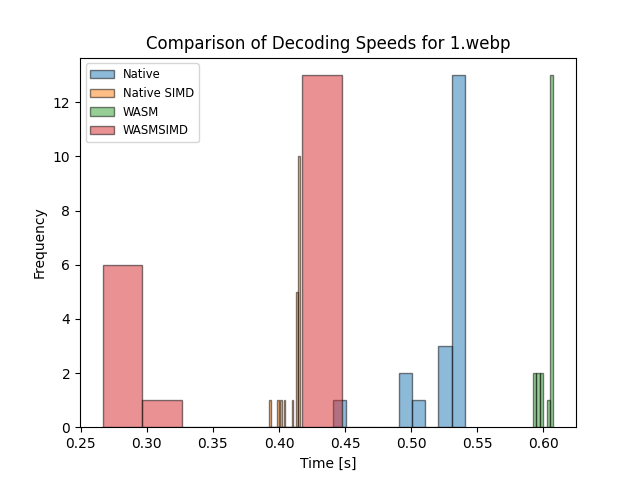 Comparison of Decoding Speeds for 1.webp
Native
Native SIMD
WASM
WASMSIMD
12
10
8
6
4
2
0
Frequency
0.25 0.30 0.35 0.40 0.45 0.50 0.55 0.60
Time [s]